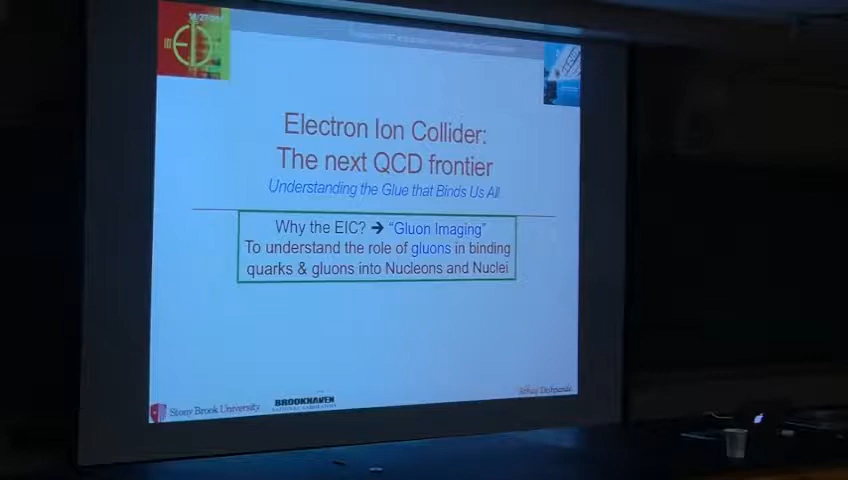 Electron Ion Collider:
The next QCD frontier
Understanding the Glue that Binds Us All
Why the EIC? ➔ “Gluon Imaging”
To understand the role of gluons in binding
quarks & gluons into Nucleons and Nuclei
Stony Brook University
BROOKHAVEN
NATIONAL LABORATORY
Abhay Deshpande